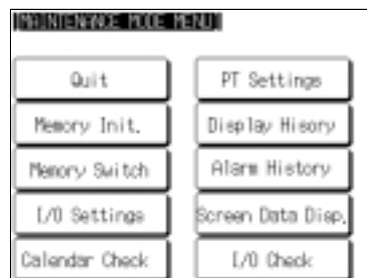 [MAINTENANCE MODE MENU]
Quit
PT Settings
Memory Init.
Display Hisory
Memory Switch
Alarm History
I/O Settings
Screen Data Disp.
Calendar Check
I/O Check